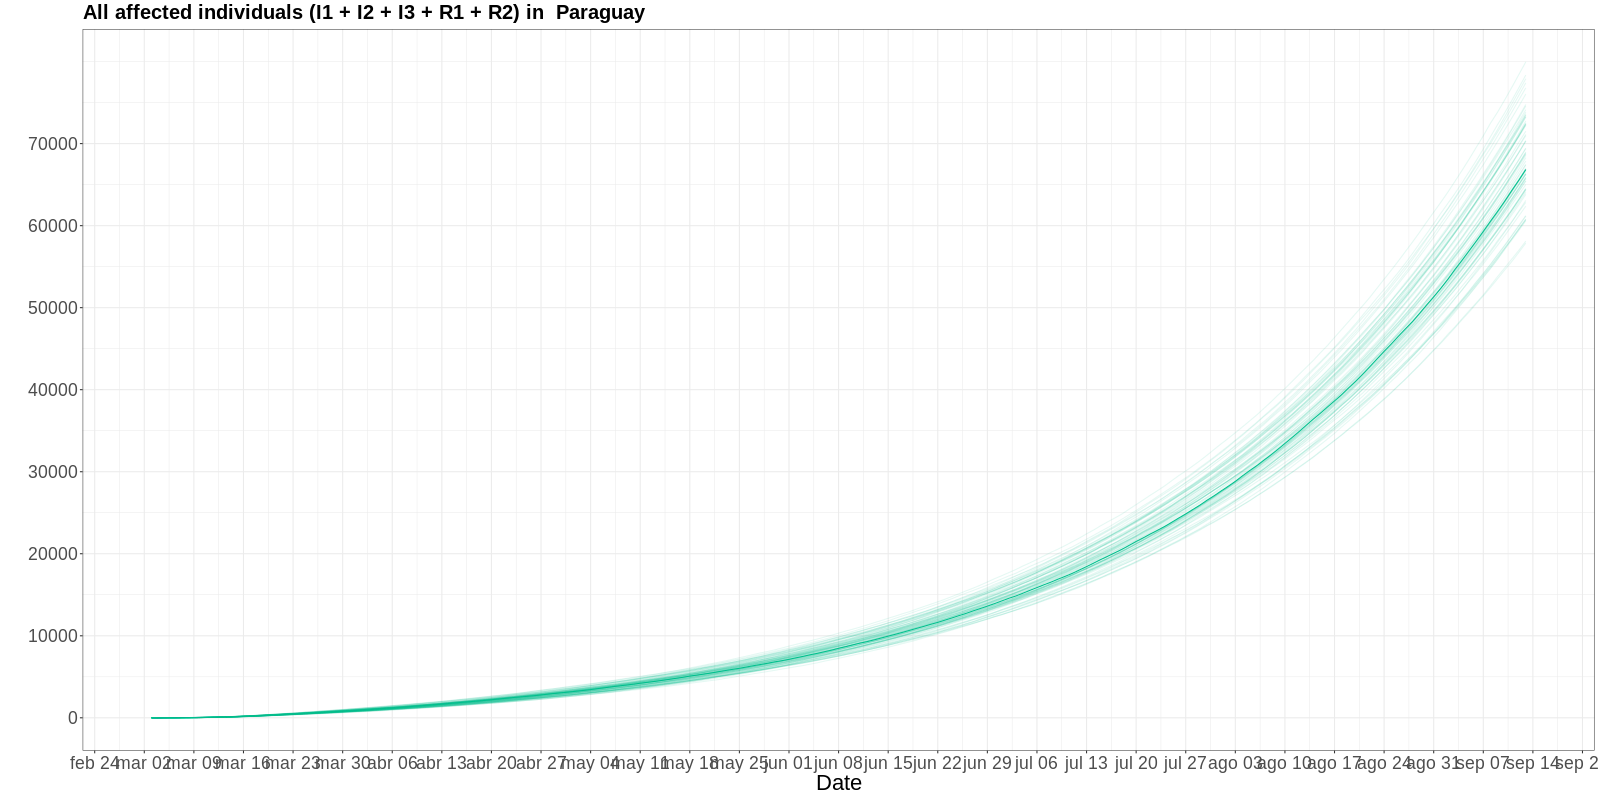 All affected individuals (I1 + I2 + I3 + R1 + R2) in  Paraguay
70000
60000
50000
40000
30000
20000
10000
0
feb 24 mar 02 mar 09 mar 16 mar 23 mar 30 abr 06 abr 13 abr 20 abr 27 may 04 may 11 may 18 may 25 jun 01 jun 08 jun 15 jun 22 jun 29 jul 06 jul 13 jul 20 jul 27 ago 03 ago 10 ago 17 ago 24 ago 31 sep 07 sep 14 sep 2
Date